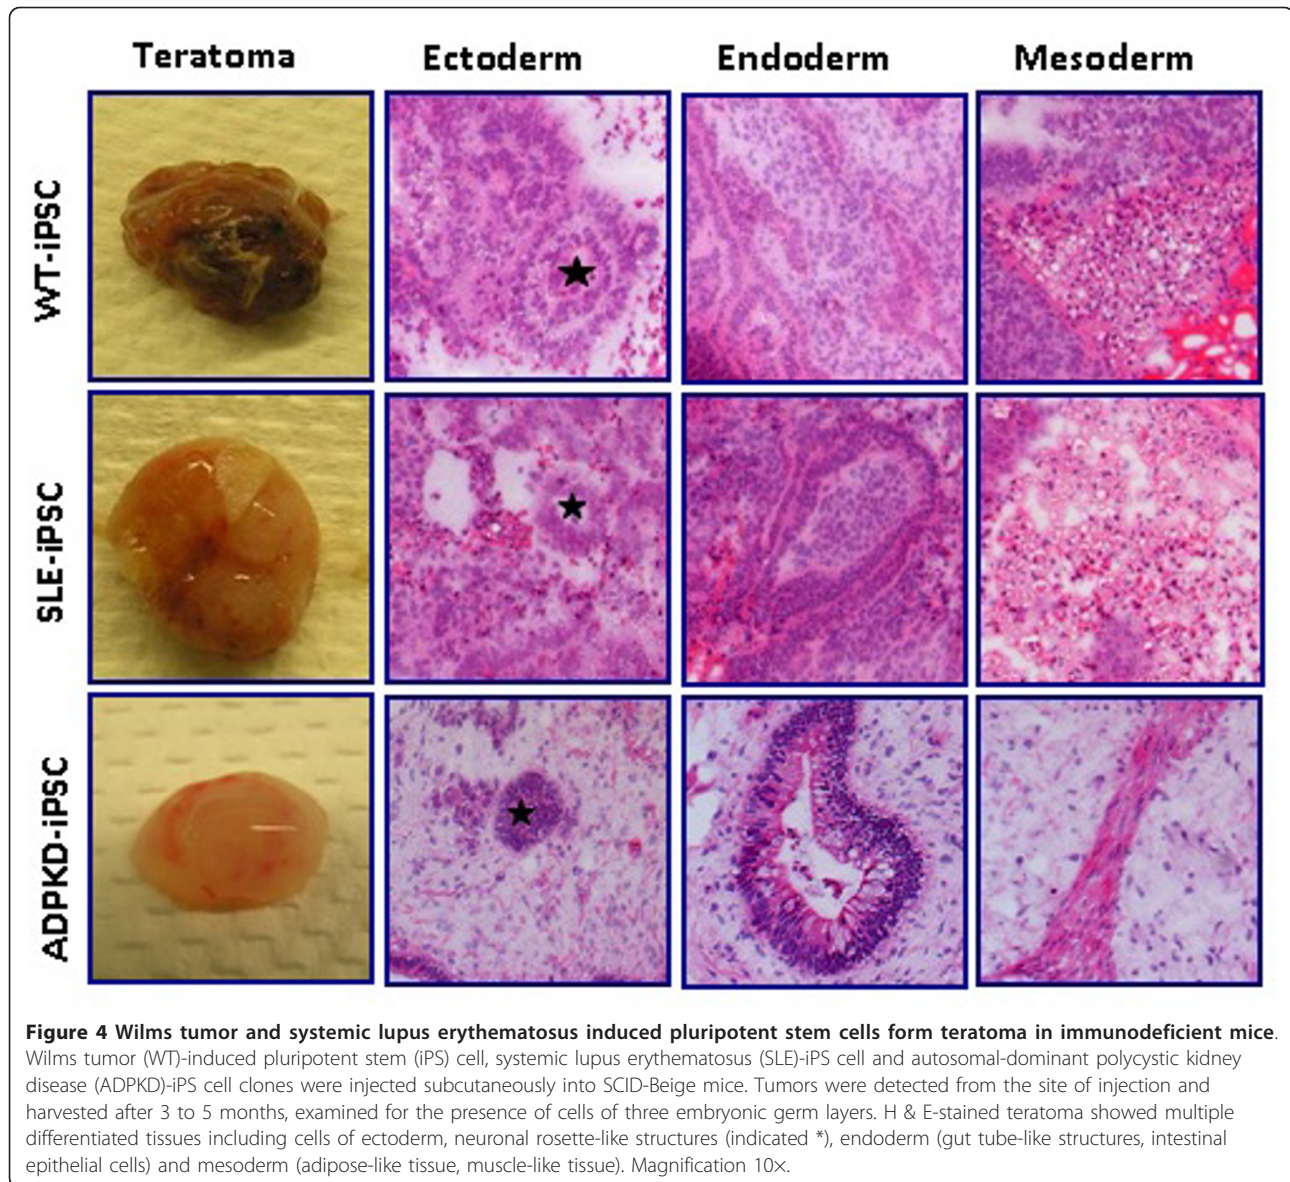 Teratoma Ectoderm Endoderm Mesoderm
WT-iPSC
SLE-iPSC
ADPKD-iPSC
Figure 4 Wilms tumor and systemic lupus erythematosus induced pluripotent stem cells form teratoma in immunodeficient mice.
Wilms tumor (WT)-induced pluripotent stem (iPS) cell, systemic lupus erythematosus (SLE)-iPS cell and autosomal-dominant polycystic kidney
disease (ADPKD)-iPS cell clones were injected subcutaneously into SCID-Beige mice. Tumors were detected from the site of injection and
harvested after 3 to 5 months, examined for the presence of cells of three embryonic germ layers. H & E-stained teratoma showed multiple
differentiated tissues including cells of ectoderm, neuronal rosette-like structures (indicated *), endoderm (gut tube-like structures, intestinal
epithelial cells) and mesoderm (adipose-like tissue, muscle-like tissue). Magnification 10×.